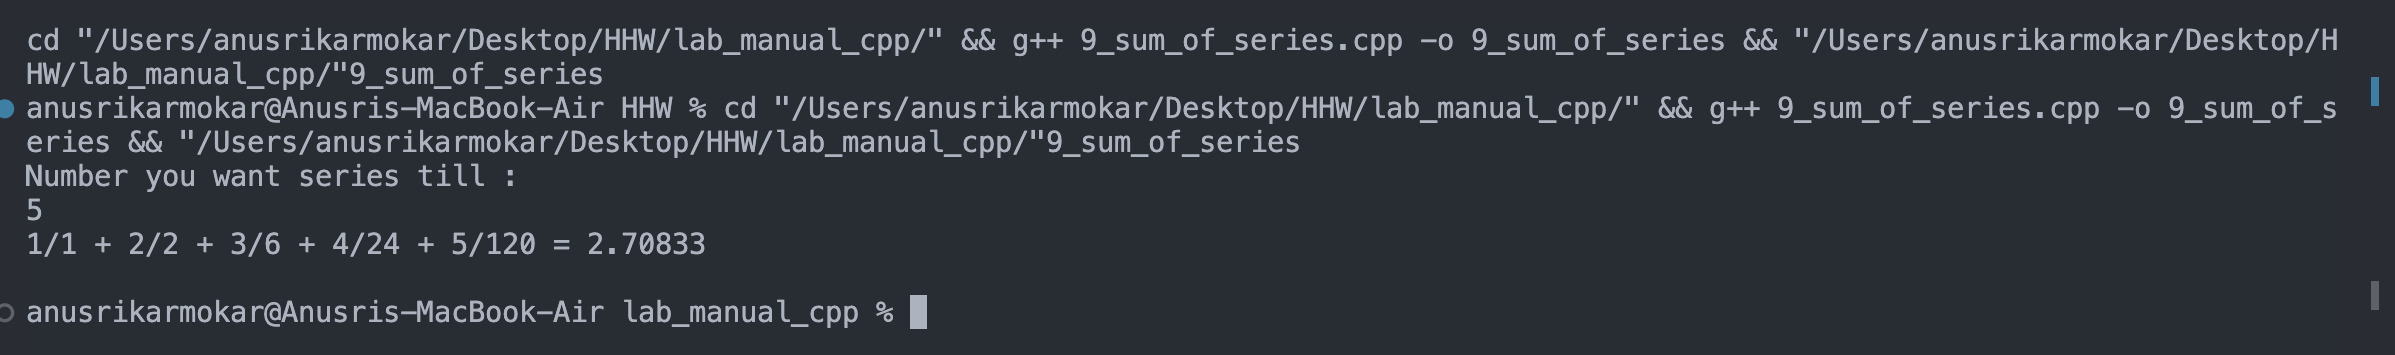 cd "/Users/anusrikarmokar/Desktop/HHW/lab_manual_cpp/" && g++ 9_sum_of_series.cpp -o 9_sum_of_series && "/Users/anusrikarmokar/Desktop/H
HW/lab_manual_cpp/"9_sum_of_series
anusrikarmokar@Anusris-MacBook-Air HHW % cd "/Users/anusrikarmokar/Desktop/HHW/lab_manual_cpp/" && g++ 9_sum_of_series.cpp -o 9_sum_of_s
eries && "/Users/anusrikarmokar/Desktop/HHW/lab_manual_cpp/"9_sum_of_series
Number you want series till :
5
1/1 + 2/2 + 3/6 + 4/24 + 5/120 = 2.70833
anusrikarmokar@Anusris-MacBook-Air lab_manual_cpp %